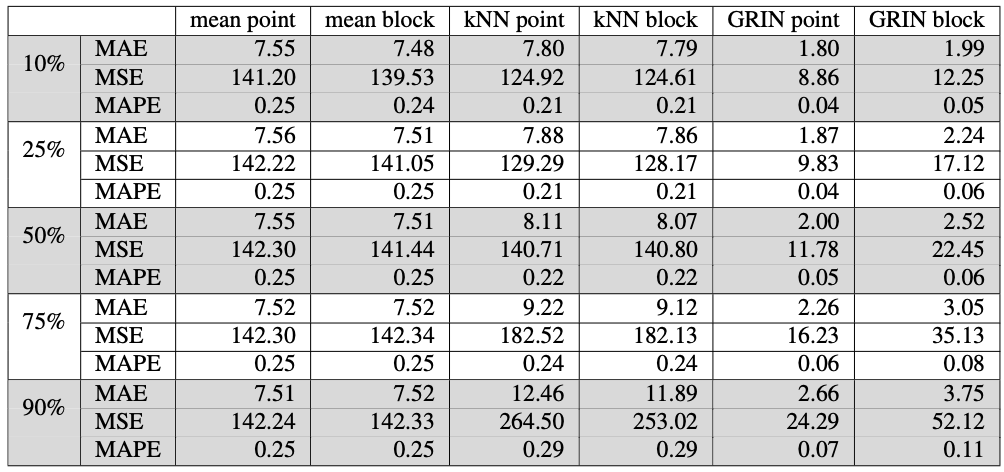 mean point mean block kNN point kNN block GRIN point GRIN block
10% MAE 7.55 7.48 7.80 7.79 1.80 1.99
MSE 141.20 139.53 124.92 124.61 8.86 12.25
MAPE 0.25 0.24 0.21 0.21 0.04 0.05
25% MAE 7.56 7.51 7.88 7.86 1.87 2.24
MSE 142.22 141.05 129.29 128.17 9.83 17.12
MAPE 0.25 0.25 0.21 0.21 0.04 0.06
50% MAE 7.55 7.51 8.11 8.07 2.00 2.52
MSE 142.30 141.44 140.71 140.80 11.78 22.45
MAPE 0.25 0.25 0.22 0.22 0.05 0.06
75% MAE 7.52 7.52 9.22 9.12 2.26 3.05
MSE 142.30 142.34 182.52 182.13 16.23 35.13
MAPE 0.25 0.25 0.24 0.24 0.06 0.08
90% MAE 7.51 7.52 12.46 11.89 2.66 3.75
MSE 142.24 142.33 264.50 253.02 24.29 52.12
MAPE 0.25 0.25 0.29 0.29 0.07 0.11